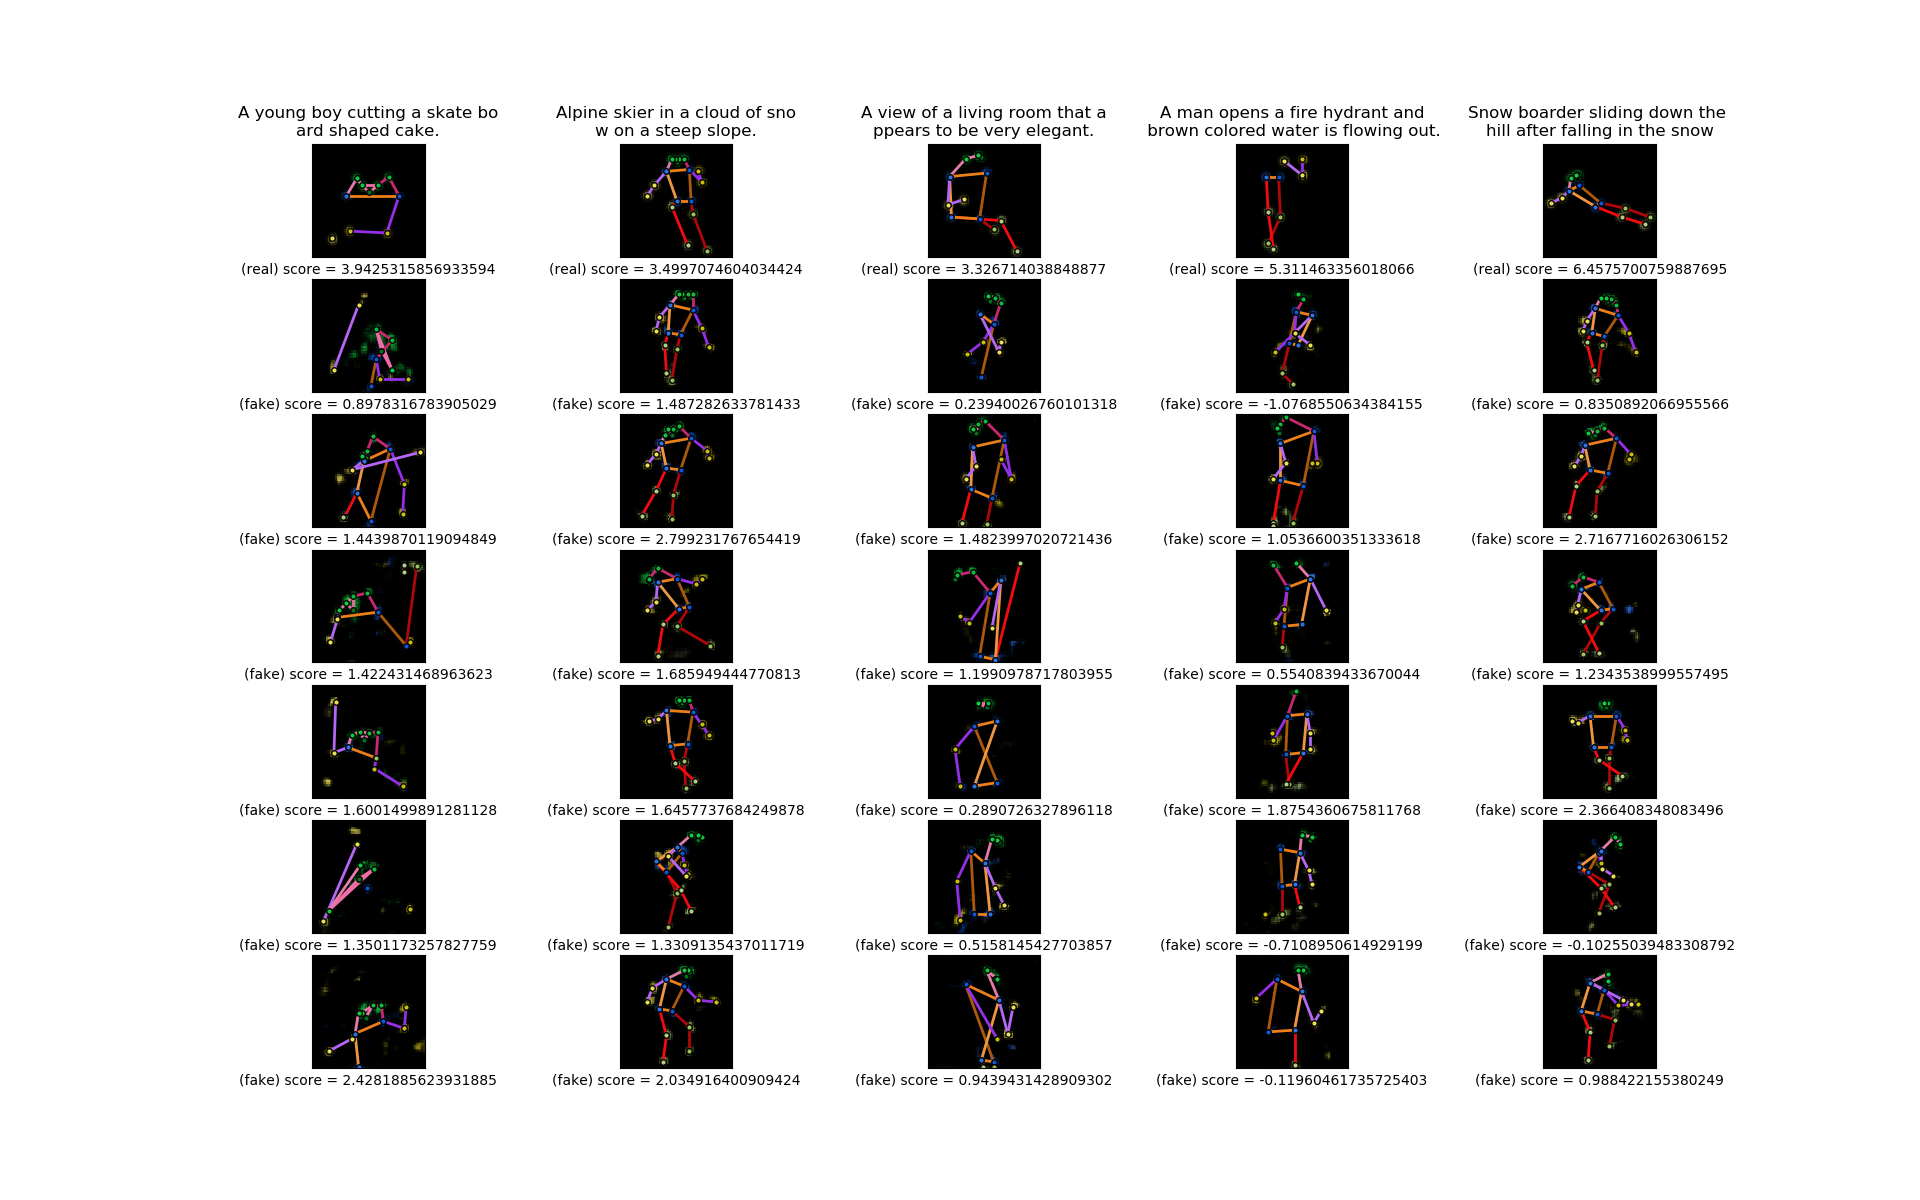 A young boy cutting a skate bo
ard shaped cake.
Alpine skier in a cloud of sno
w on a steep slope.
A view of a living room that a
ppears to be very elegant.
A man opens a fire hydrant and
brown colored water is flowing out.
Snow boarder sliding down the
hill after falling in the snow
(real) score = 3.9425315856933594
(real) score = 3.4997074604034424
(real) score = 3.326714038848877
(real) score = 5.311463356018066
(real) score = 6.4575700759887695
(fake) score = 0.8978316783905029
(fake) score = 1.487282633781433
(fake) score = 0.23940026760101318
(fake) score = -1.0768550634384155
(fake) score = 0.8350892066955566
(fake) score = 1.4439870119094849
(fake) score = 2.799231767654419
(fake) score = 1.4823997020721436
(fake) score = 1.0536600351333618
(fake) score = 2.7167716026306152
(fake) score = 1.422431468963623
(fake) score = 1.685949444770813
(fake) score = 1.1990978717803955
(fake) score = 0.5540839433670044
(fake) score = 1.2343538999557495
(fake) score = 1.6001499891281128
(fake) score = 1.6457737684249878
(fake) score = 0.2890726327896118
(fake) score = 1.8754360675811768
(fake) score = 2.366408348083496
(fake) score = 1.3501173257827759
(fake) score = 1.3309135437011719
(fake) score = 0.5158145427703857
(fake) score = -0.7108950614929199
(fake) score = -0.10255039483308792
(fake) score = 2.4281885623931885
(fake) score = 2.034916400909424
(fake) score = 0.9439431428909302
(fake) score = -0.11960461735725403
(fake) score = 0.988422155380249